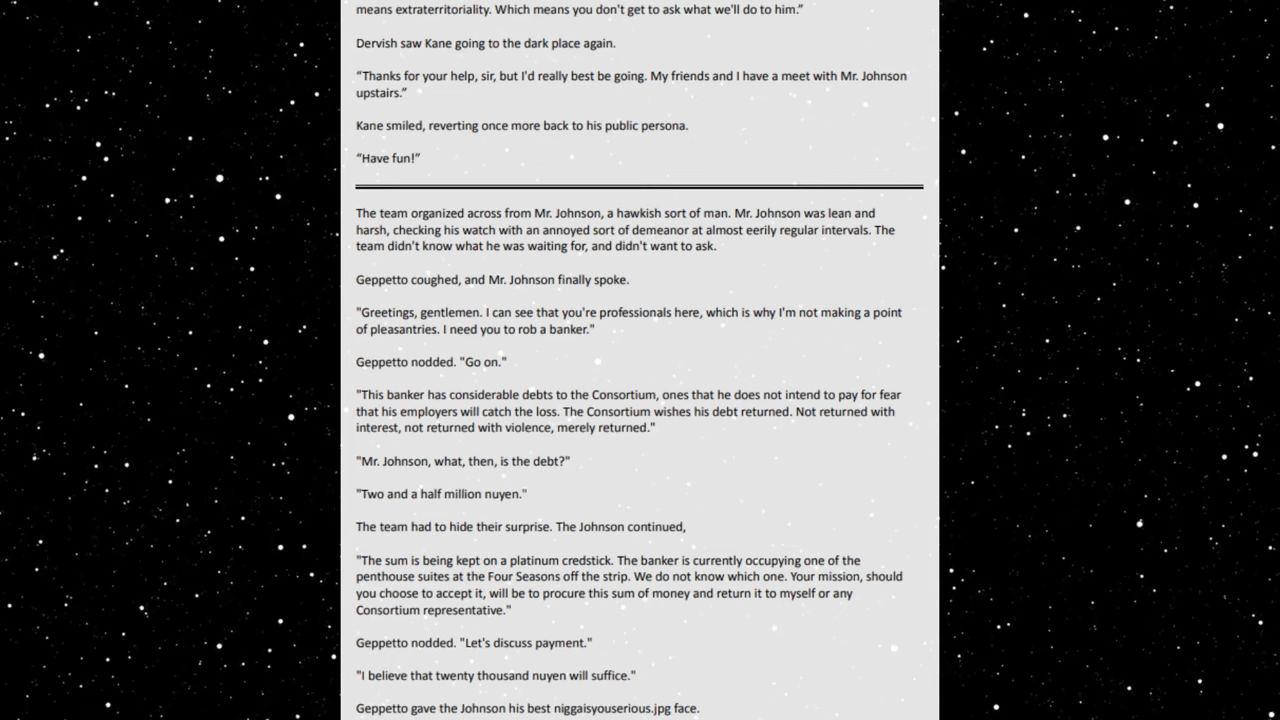 means extraterritoriality. Which means you don't get to ask what we'll do to him.”
Dervish saw Kane going to the dark place again.
“Thanks for your help, sir, but I'd really best be going. My friends and I have a meet with Mr. Johnson
upstairs.”
Kane smiled, reverting once more back to his public persona.
“Have fun!”
The team organized across from Mr. Johnson, a hawkish sort of man. Mr. Johnson was lean and
harsh, checking his watch with an annoyed sort of demeanor at almost eerily regular intervals. The
team didn't know what he was waiting for, and didn't want to ask.
Geppetto coughed, and Mr. Johnson finally spoke.
"Greetings, gentlemen. I can see that you're professionals here, which is why I'm not making a point
of pleasantries. I need you to rob a banker."
Geppetto nodded. "Go on."
"This banker has considerable debts to the Consortium, ones that he does not intend to pay for fear
that his employers will catch the loss. The Consortium wishes his debt returned. Not returned with
interest, not returned with violence, merely returned."
"Mr. Johnson, what, then, is the debt?"
"Two and a half million nuyen."
The team had to hide their surprise. The Johnson continued,
"The sum is being kept on a platinum credstick. The banker is currently occupying one of the
penthouse suites at the Four Seasons off the strip. We do not know which one. Your mission, should
you choose to accept it, will be to procure this sum of money and return it to myself or any
Consortium representative."
Geppetto nodded. "Let's discuss payment."
"I believe that twenty thousand nuyen will suffice."
Geppetto gave the Johnson his best niggaisyouserious.jpg face.